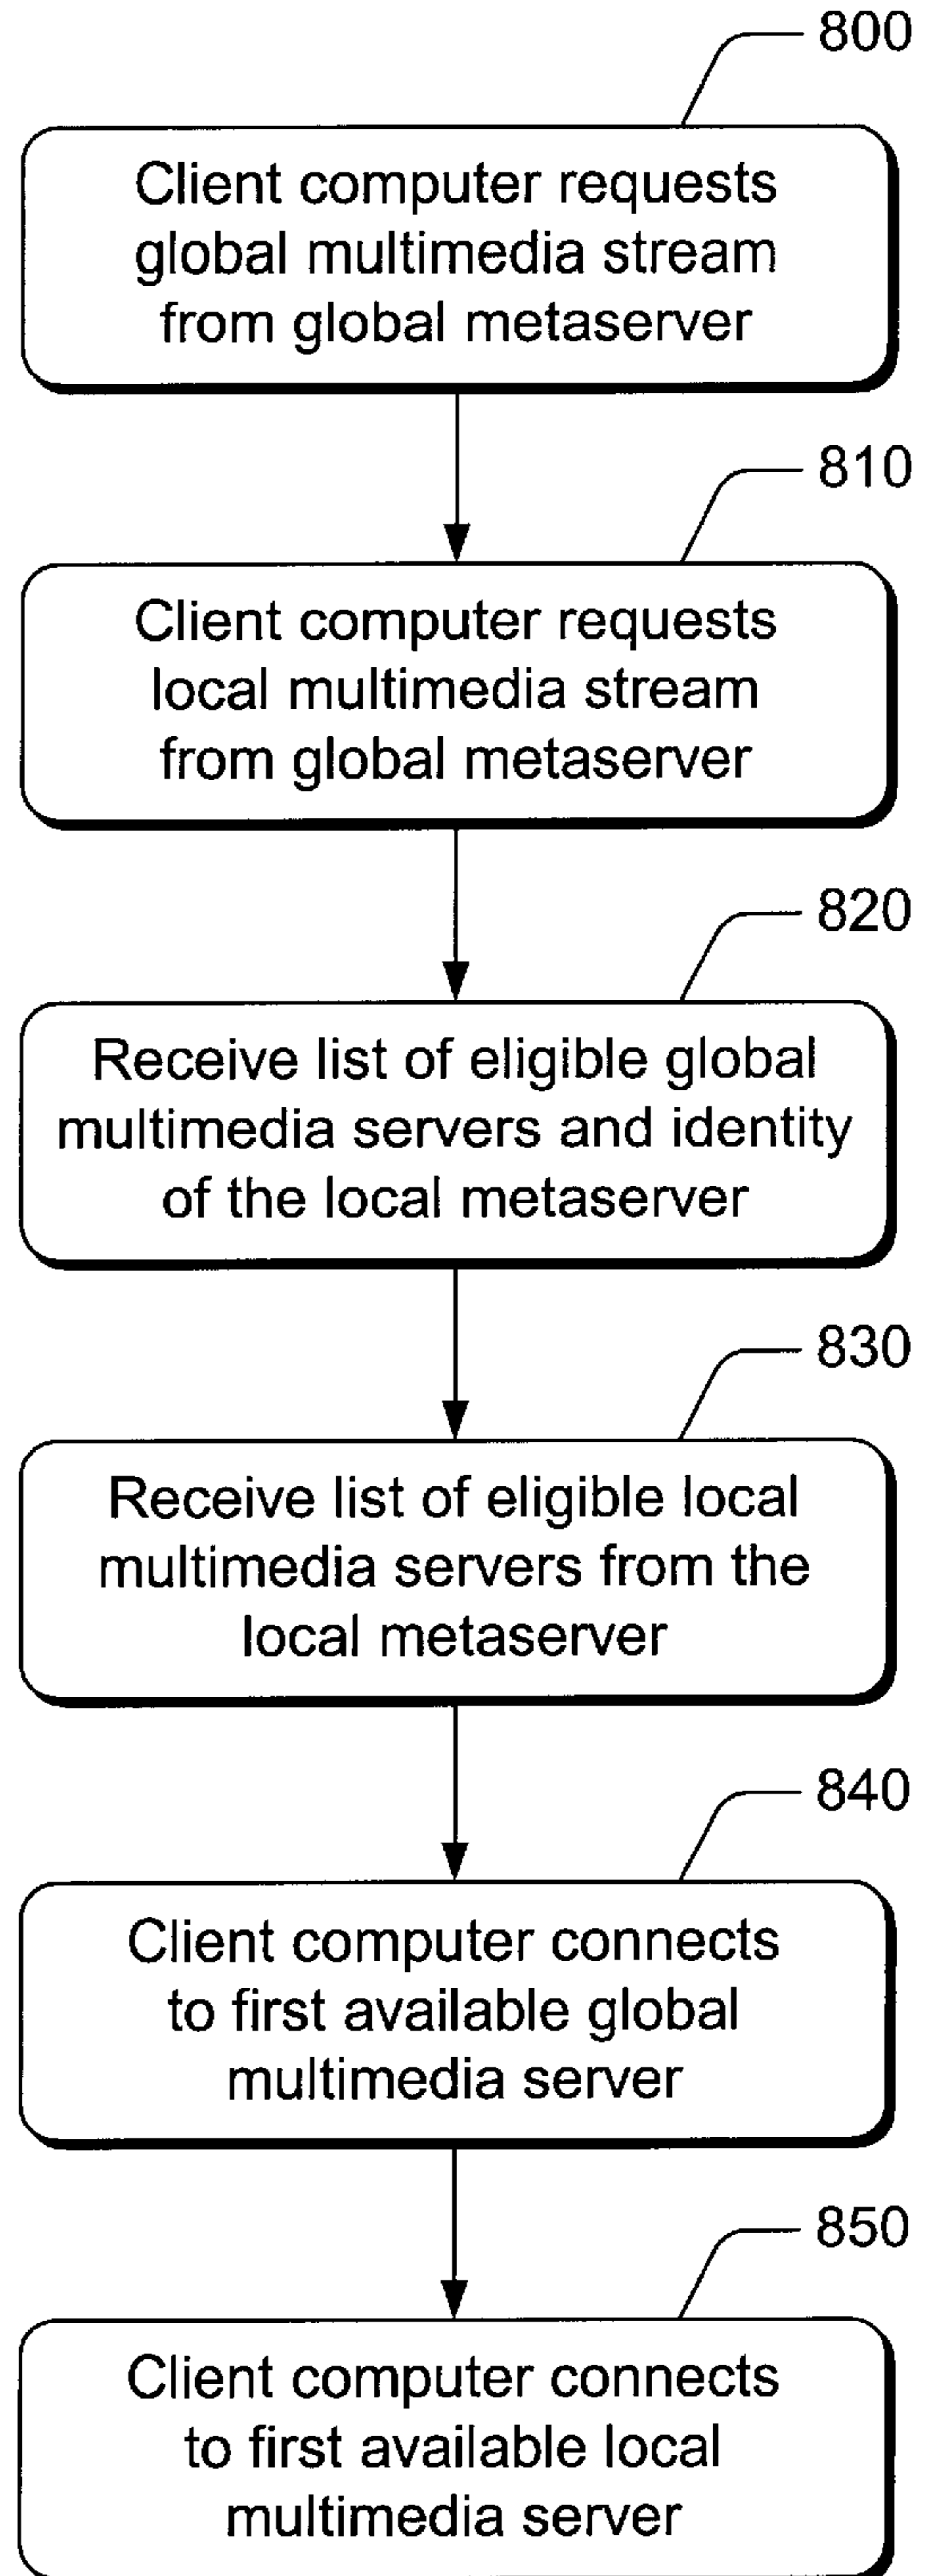 800
Client computer requests
global multimedia stream
from global metaserver
810
Client computer requests
local multimedia stream
from global metaserver
820
Receive list of eligible global
multimedia servers and identity
of the local metaserver
830
Receive list of eligible local
multimedia servers from the
local metaserver
840
Client computer connects
to first available global
multimedia server
850
Client computer connects
to first available local
multimedia server